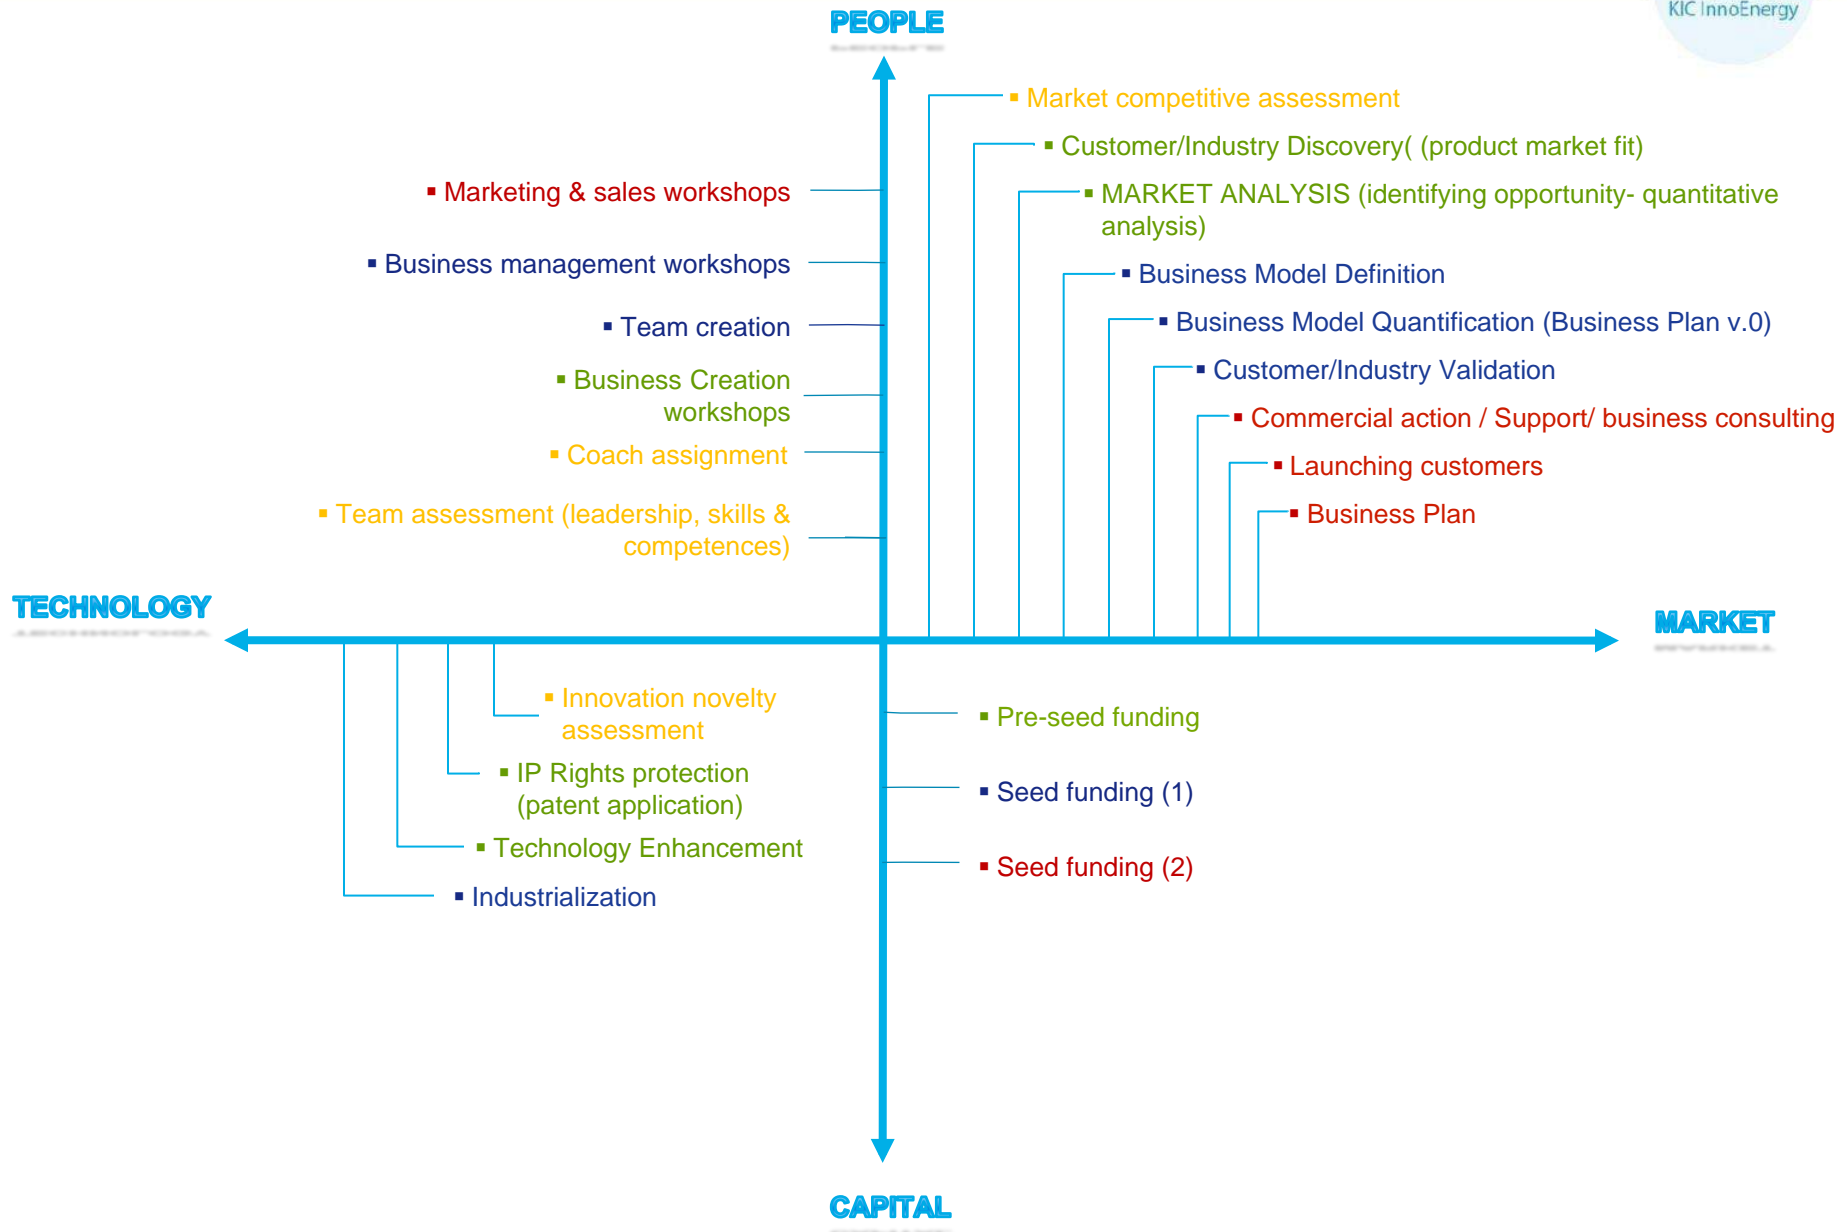 KIC InnoEnergy
PEOPLE
▪ Market competitive assessment
▪ Customer/Industry Discovery( (product market fit)
▪ MARKET ANALYSIS (identifying opportunity- quantitative
analysis)
▪ Business Model Definition
▪ Business Model Quantification (Business Plan v.0)
▪ Customer/Industry Validation
▪ Commercial action / Support/ business consulting
▪ Launching customers
▪ Business Plan
▪ Marketing & sales workshops
▪ Business management workshops
▪ Team creation
▪ Business Creation
workshops
▪ Coach assignment
▪ Team assessment (leadership, skills &
competences)
TECHNOLOGY
MARKET
▪ Innovation novelty
assessment
▪ IP Rights protection
(patent application)
▪ Technology Enhancement
▪ Industrialization
▪ Pre-seed funding
▪ Seed funding (1)
▪ Seed funding (2)
CAPITAL